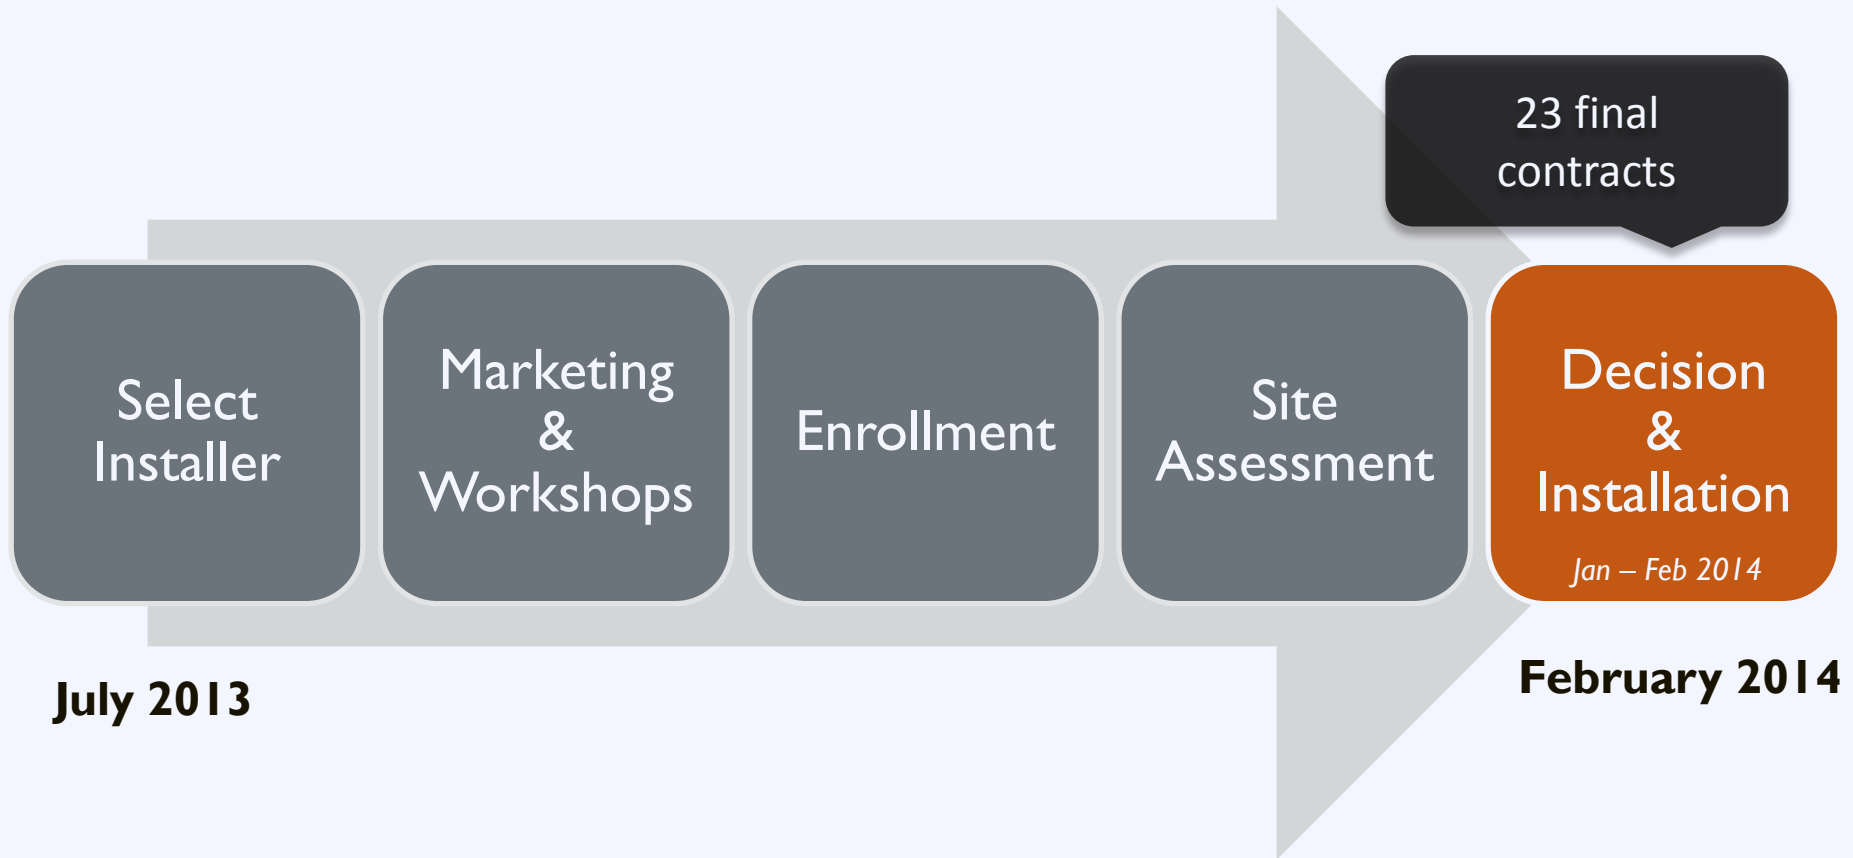 23 final
contracts
Select
Installer
Marketing
&
Workshops
Enrollment
Site
Assessment
Decision
&
Installation
Jan – Feb 2014
July 2013
February 2014